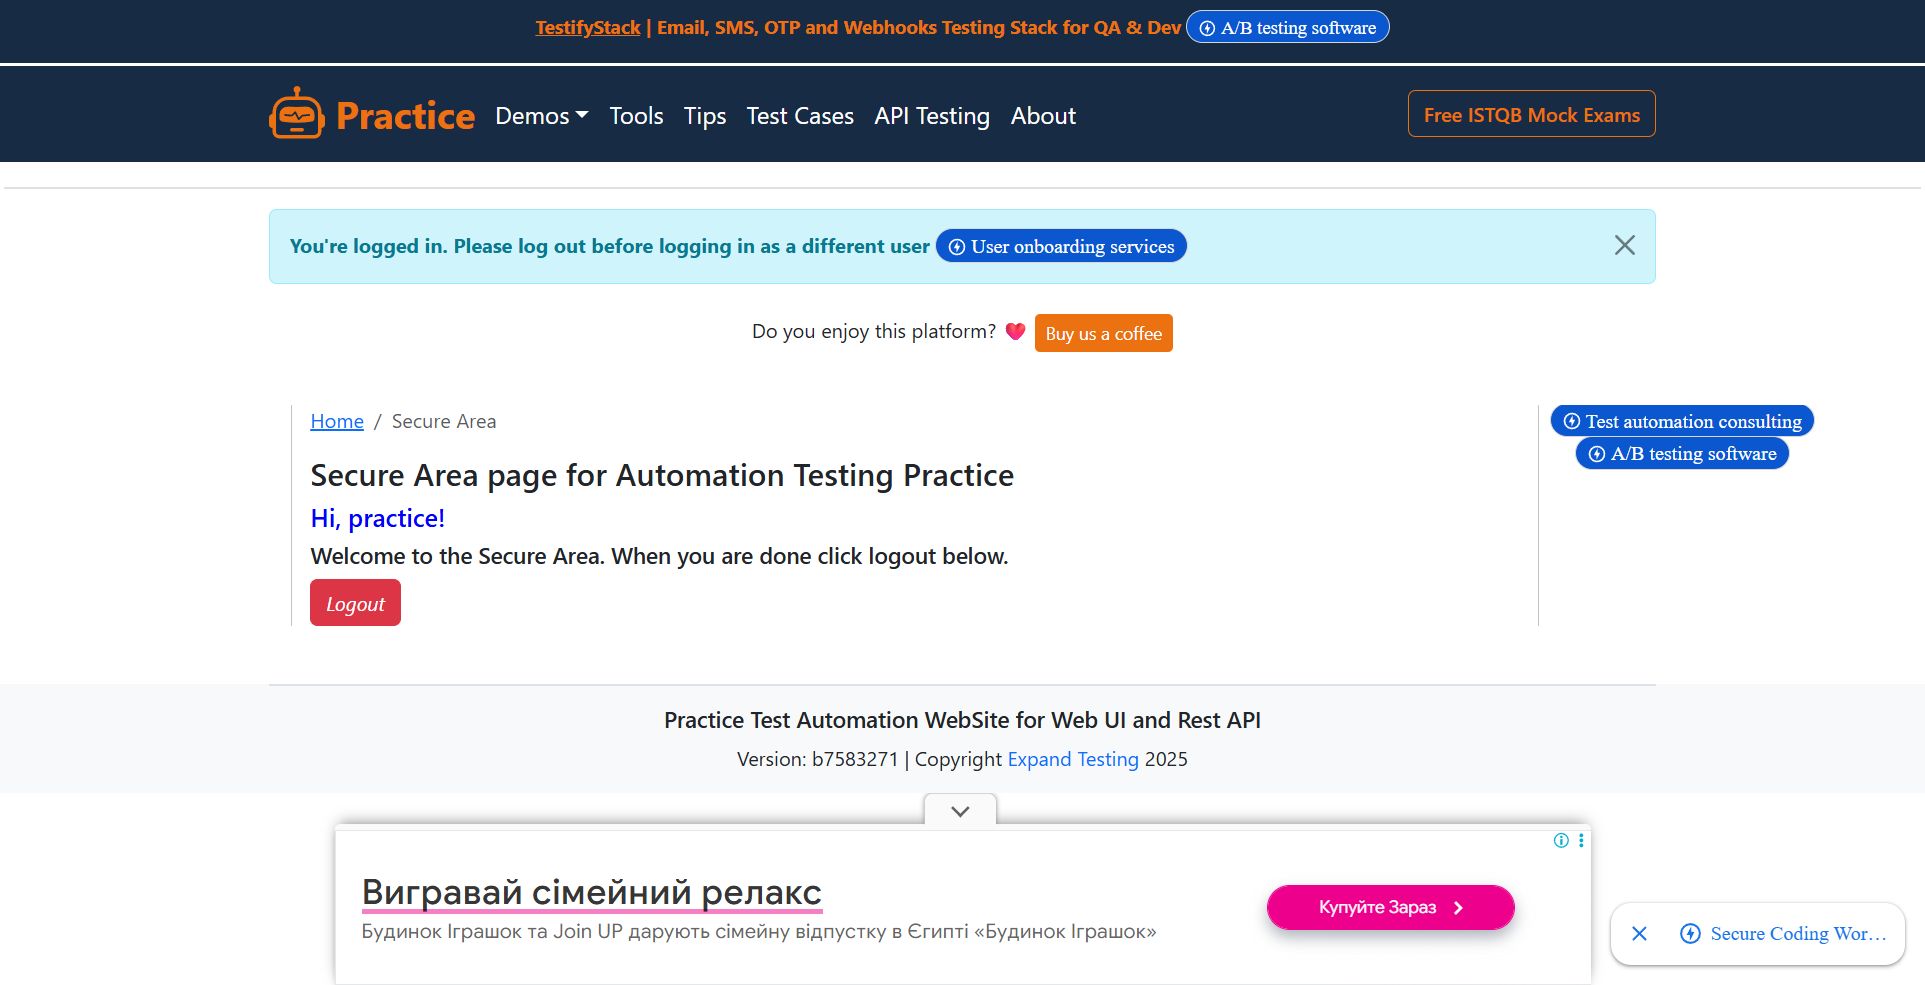 TestifyStack | Email, SMS, OTP and Webhooks Testing Stack for QA & Dev A/B testing software
Practice Demos Tools Tips Test Cases API Testing About Free ISTQB Mock Exams
You're logged in. Please log out before logging in as a different user User onboarding services
Do you enjoy this platform? Buy us a coffee
Home / Secure Area
Secure Area page for Automation Testing Practice
Hi, practice!
Welcome to the Secure Area. When you are done click logout below.
Logout
Test automation consulting
A/B testing software
Practice Test Automation WebSite for Web UI and Rest API
Version: b7583271 | Copyright Expand Testing 2025
Вигравай сімейний релакс
Будинок Іграшок та Join UP дарують сімейну відпустку в Єгипті «Будинок Іграшок»
Купуйте Зараз
Secure Coding Wor...